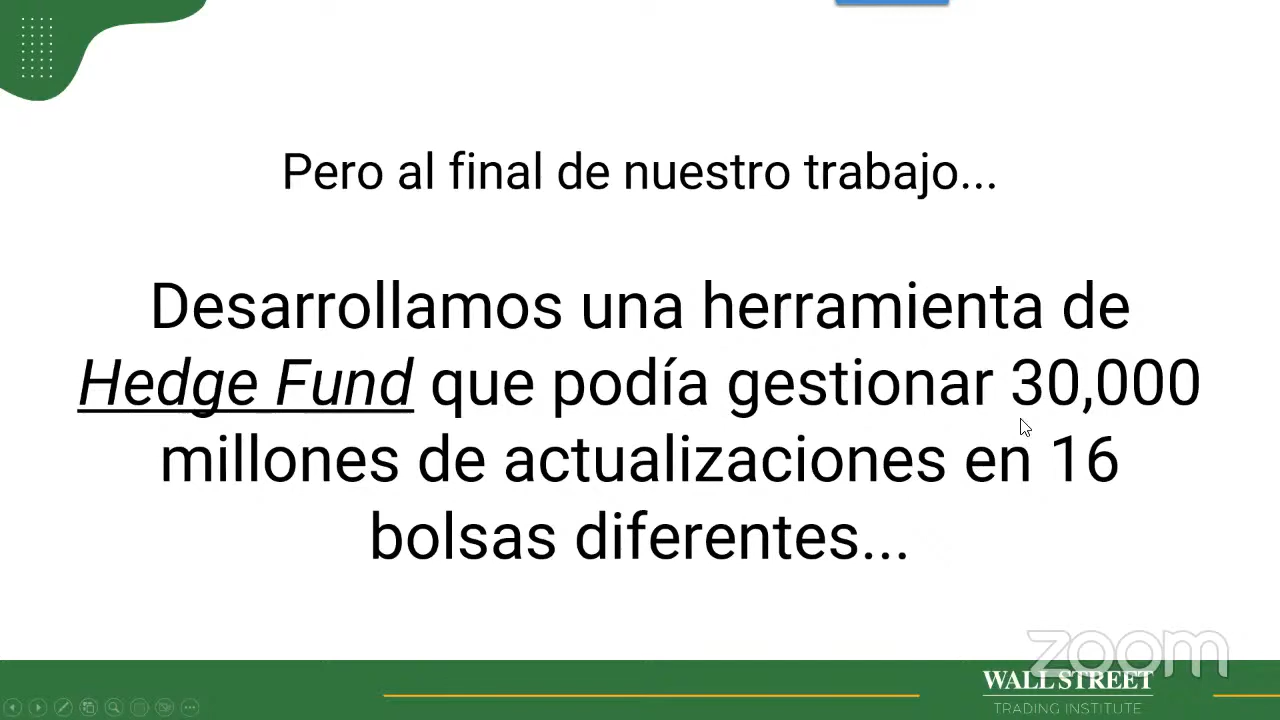 Pero al final de nuestro trabajo...
Desarrollamos una herramienta de
Hedge Fund que podía gestionar 30,000
millones de actualizaciones en 16
bolsas diferentes...
zoom
WALL STREET
TRADING INSTITUTE